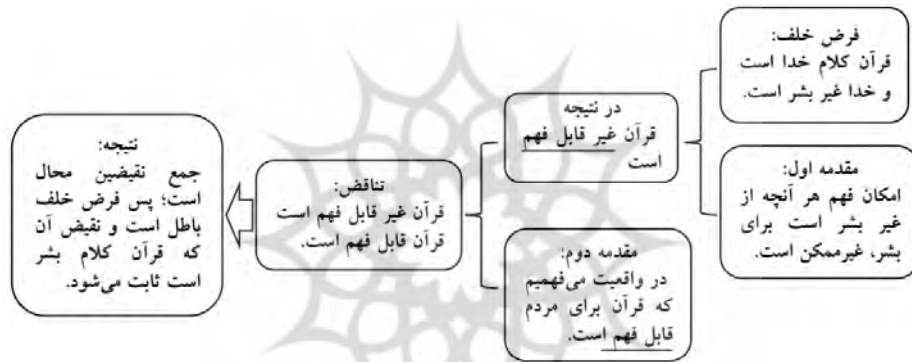 فرض خلف:
قرآن کلام خدا است
و خدا غیر بشر است.
مقدمه اول:
امکان فهم هر آنچه از
غیر بشر است برای
بشر، غیرممکن است.
در نتیجه
قرآن غیر قابل فهم
است
مقدمه دوم:
در واقعیت می‌فهمیم
که قرآن برای مردم
قابل فهم است.
تناقض:
قرآن غیر قابل فهم است
قرآن قابل فهم است.
نتیجه:
جمع نقیضین محال
است؛ پس فرض خلف
باطل است و نقیض آن
که قرآن کلام بشر
است ثابت می‌شود.